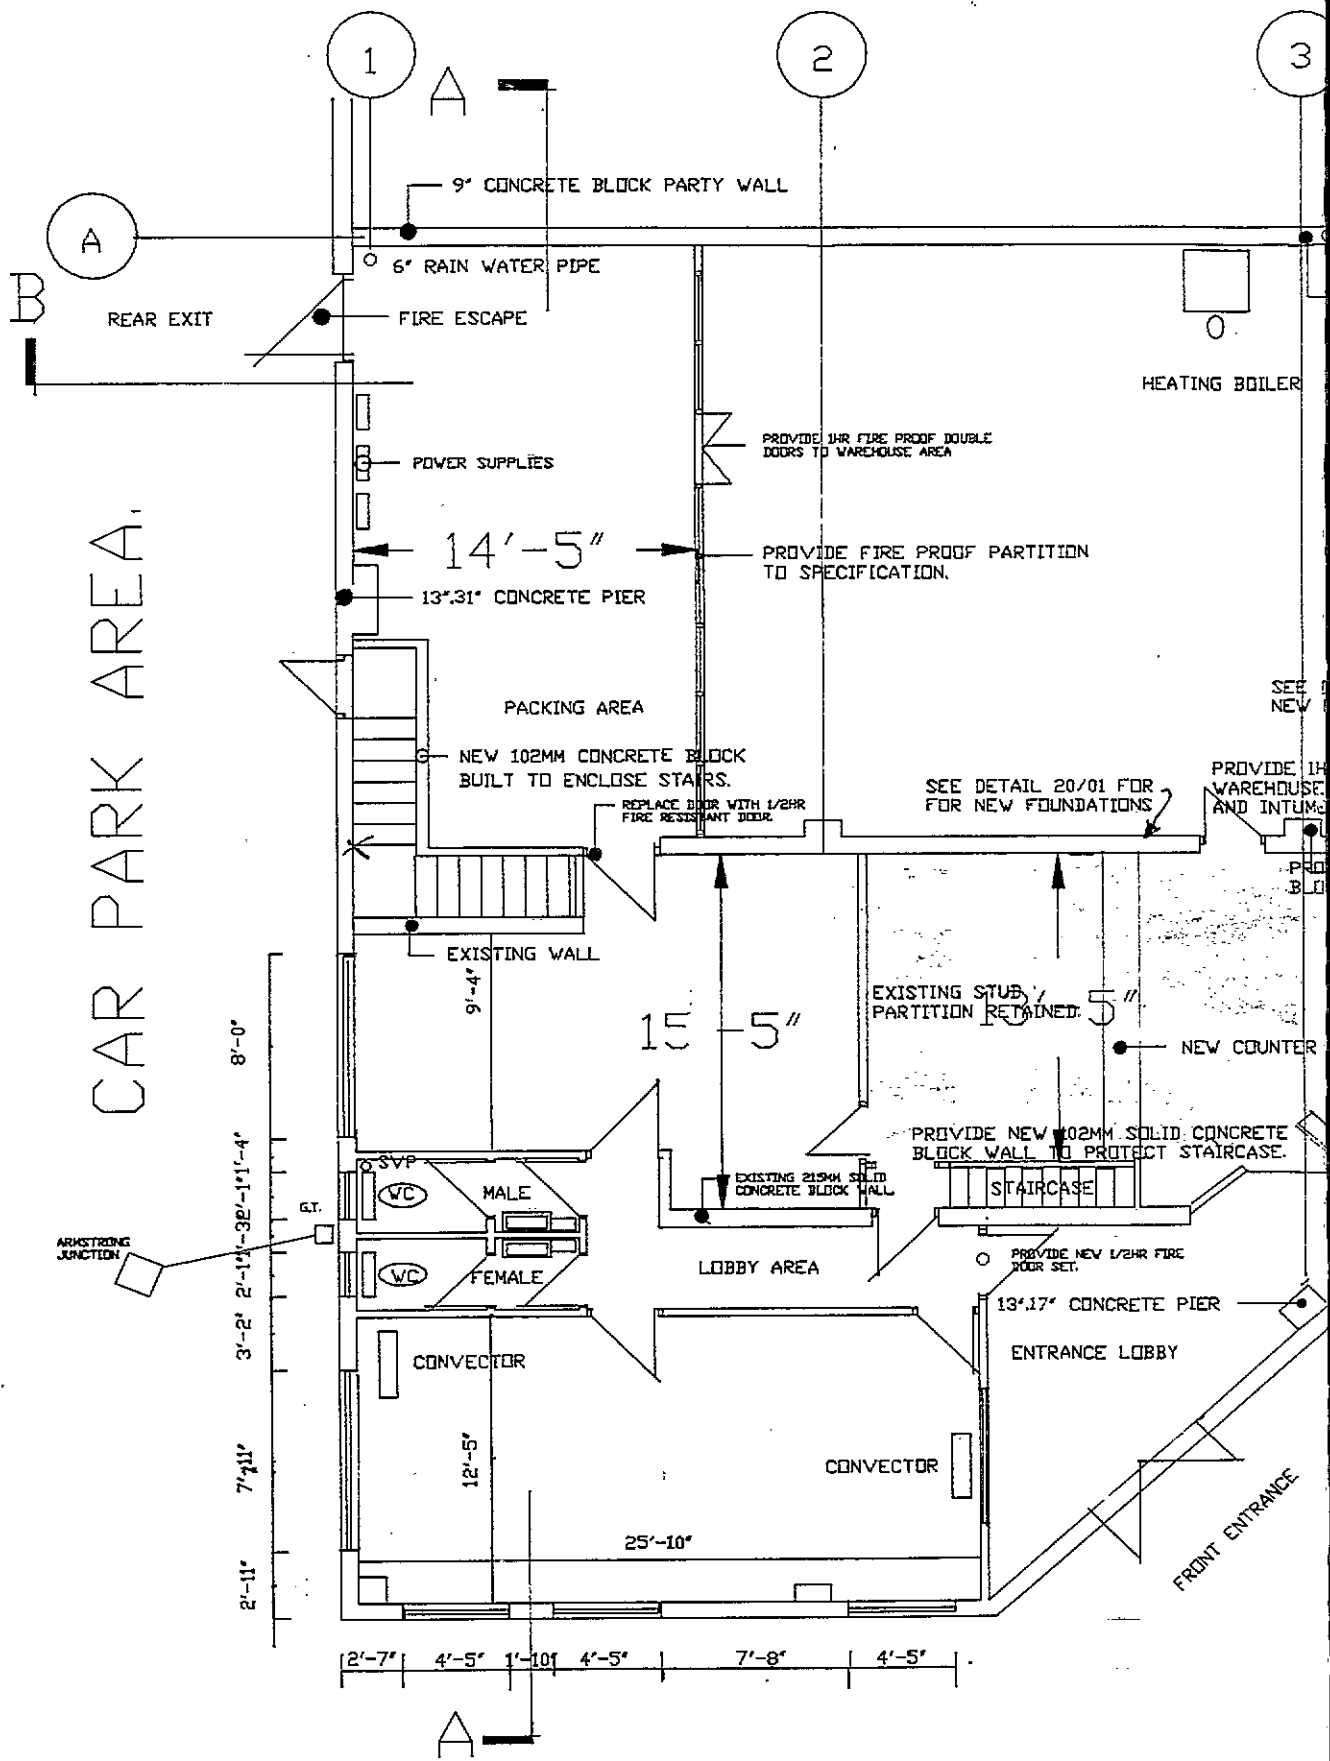 1
2
3
A
9" CONCRETE BLOCK PARTY WALL
A
6" RAIN WATER PIPE
B
REAR EXIT
FIRE ESCAPE
HEATING BOILER
PROVIDE 1HR FIRE PROOF DOUBLE
DOORS TO WAREHOUSE AREA
POWER SUPPLIES
14'-5"
PROVIDE FIRE PROOF PARTITION
TO SPECIFICATION.
13".31" CONCRETE PIER
CAR PARK AREA.
SEE
NEW
PACKING AREA
NEW 102MM CONCRETE BLOCK
BUILT TO ENCLOSE STAIRS.
REPLACE DOOR WITH 1/2HR
FIRE RESISTANT DOOR.
SEE DETAIL 20/01 FOR
FOR NEW FOUNDATIONS
PROVIDE 1H
WAREHOUSE
AND INTUM
PRO
BLO
EXISTING WALL
9'-4"
8'-0"
15 -5"
EXISTING STUB
PARTITION RETAINED.
5"
NEW COUNTER
PROVIDE NEW 102MM SOLID CONCRETE
BLOCK WALL TO PROTECT STAIRCASE.
SVP
WC
MALE
EXISTING 215MM SOLID
CONCRETE BLOCK WALL
STAIRCASE
G.T.
ARMSTRONG
JUNCTION
WC
FEMALE
LOBBY AREA
PROVIDE NEW 1/2HR FIRE
DOOR SET.
13".17" CONCRETE PIER
3'-2"
CONVECTOR
ENTRANCE LOBBY
12'-5"
CONVECTOR
25'-10"
FRONT ENTRANCE
2'-11"
2'-7" 4'-5" 1'-10" 4'-5" 7'-8" 4'-5"
A